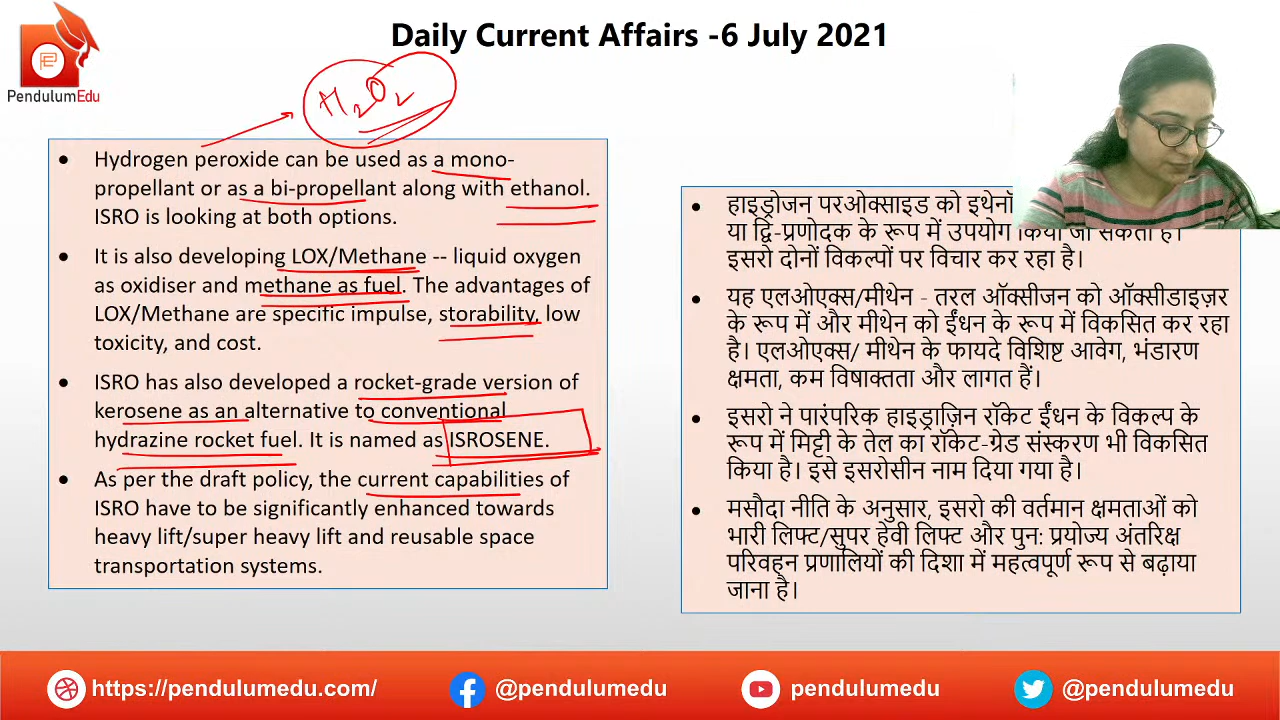 Daily Current Affairs -6 July 2021
PendulumEdu
H2O2
• Hydrogen peroxide can be used as a mono-
propellant or as a bi-propellant along with ethanol.
ISRO is looking at both options.
• It is also developing LOX/Methane -- liquid oxygen
as oxidiser and methane as fuel. The advantages of
LOX/Methane are specific impulse, storability, low
toxicity, and cost.
• ISRO has also developed a rocket-grade version of
kerosene as an alternative to conventional
hydrazine rocket fuel. It is named as ISROSENE.
• As per the draft policy, the current capabilities of
ISRO have to be significantly enhanced towards
heavy lift/super heavy lift and reusable space
transportation systems.
• हाइड्रोजन परओक्साइड को
या द्वि-प्रणोदक के रूप में उपयोग किया जा सकता है।
इसरो दोनों विकल्पों पर विचार कर रहा है।
• यह एलओएक्स/मीथेन - तरल ऑक्सीजन को ऑक्सीडाइज़र
के रूप में और मीथेन को ईंधन के रूप में विकसित कर रहा
है। एलओएक्स/ मीथेन के फायदे विशिष्ट आवेग, भंडारण
क्षमता, कम विषाक्तता और लागत हैं।
• इसरो ने पारंपरिक हाइड्राज़िन रॉकेट ईंधन के विकल्प के
रूप में मिट्टी के तेल का रॉकेट-ग्रेड संस्करण भी विकसित
किया है। इसे इसरोसीन नाम दिया गया है।
• मसौदा नीति के अनुसार, इसरो की वर्तमान क्षमताओं को
भारी लिफ्ट/सुपर हेवी लिफ्ट और पुन: प्रयोज्य अंतरिक्ष
परिवहन प्रणालियों की दिशा में महत्वपूर्ण रूप से बढ़ाया
जाना है।
https://pendulumedu.com/
@pendulumedu
pendulumedu
@pendulumedu